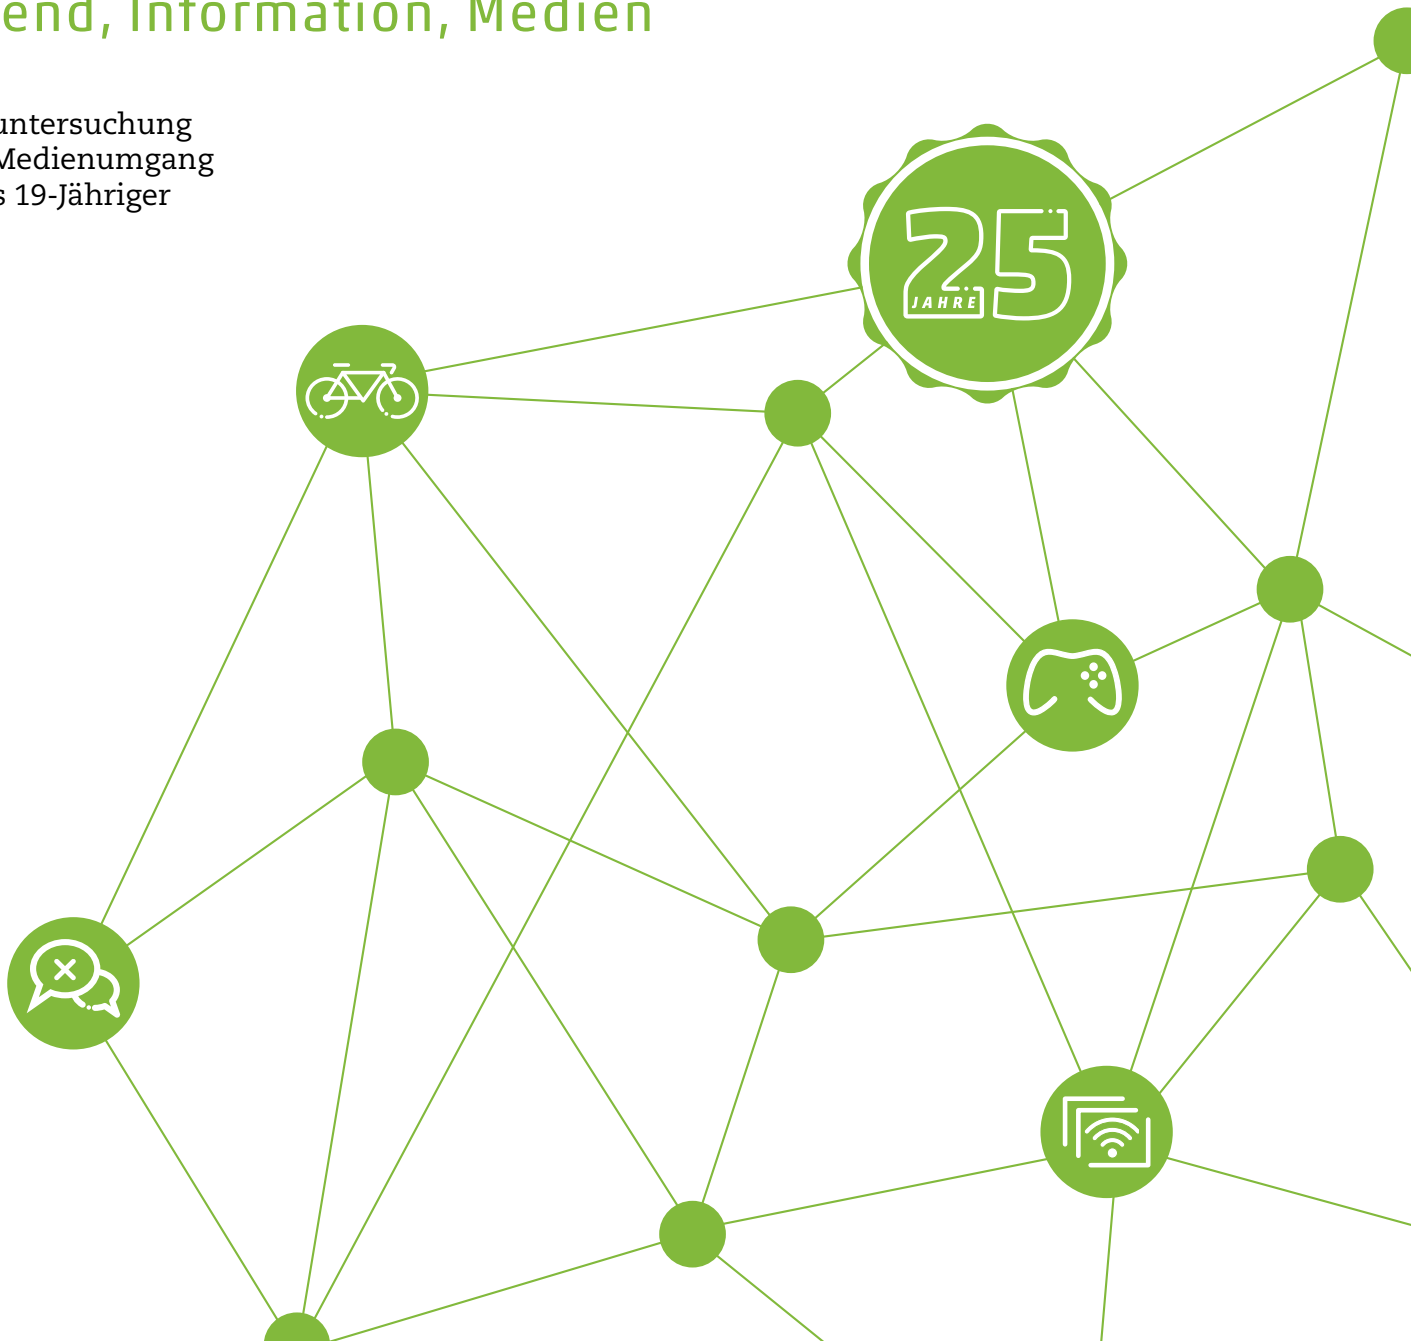 end, Information, Medien
untersuchung
Medienumgang
s 19-Jähriger
25
JAHRE